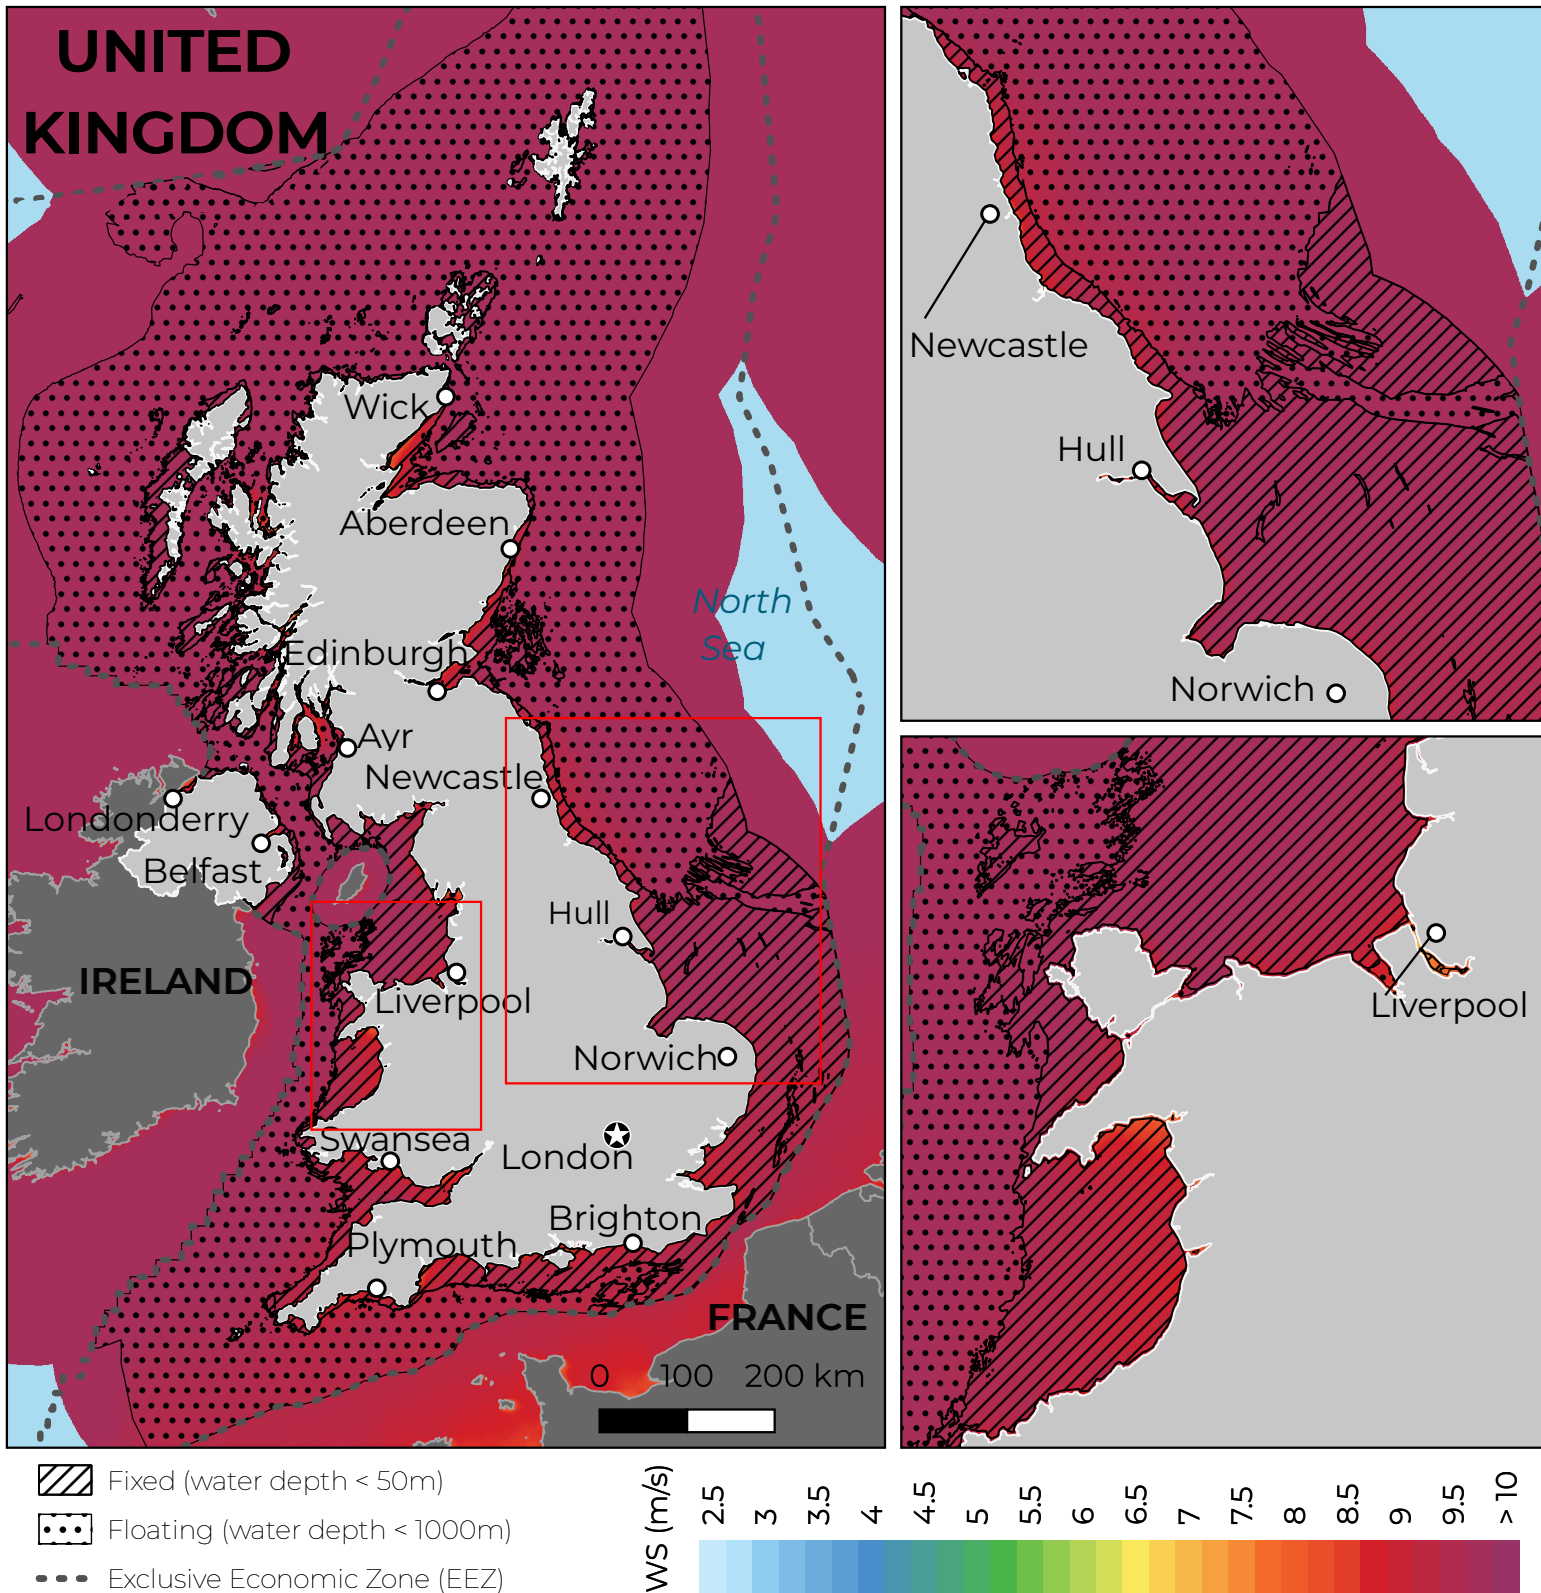 UNITED
KINGDOM
Wick
Aberdeen
North
Sea
Edinburgh
Ayr
Newcastle
Londonderry
Belfast
Hull
IRELAND
Liverpool
Norwich
Swansea
London
Brighton
Plymouth
FRANCE
0 100 200 km
Newcastle
Hull
Norwich
Liverpool
Fixed (water depth < 50m)
Floating (water depth < 1000m)
Exclusive Economic Zone (EEZ)
WS (m/s)
2.5
3
3.5
4
4.5
5
5.5
6
6.5
7
7.5
8
8.5
9
9.5
>10